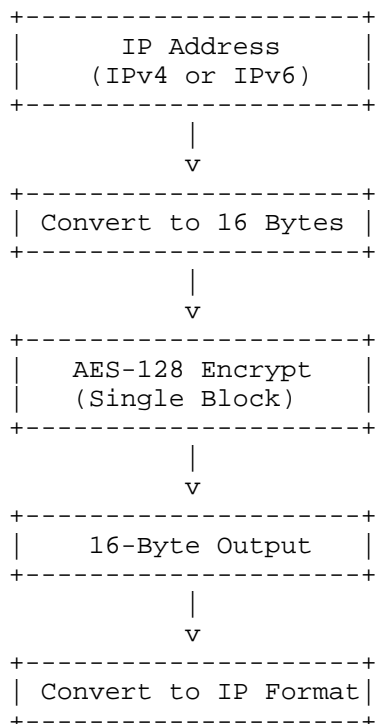 +---------------------+
|      IP Address     |
|    (IPv4 or IPv6)   |
+---------------------+
           |
           v
+---------------------+
| Convert to 16 Bytes |
+---------------------+
           |
           v
+---------------------+
|   AES-128 Encrypt   |
|   (Single Block)    |
+---------------------+
           |
           v
+---------------------+
|    16-Byte Output   |
+---------------------+
           |
           v
+---------------------+
| Convert to IP Format|
+---------------------+